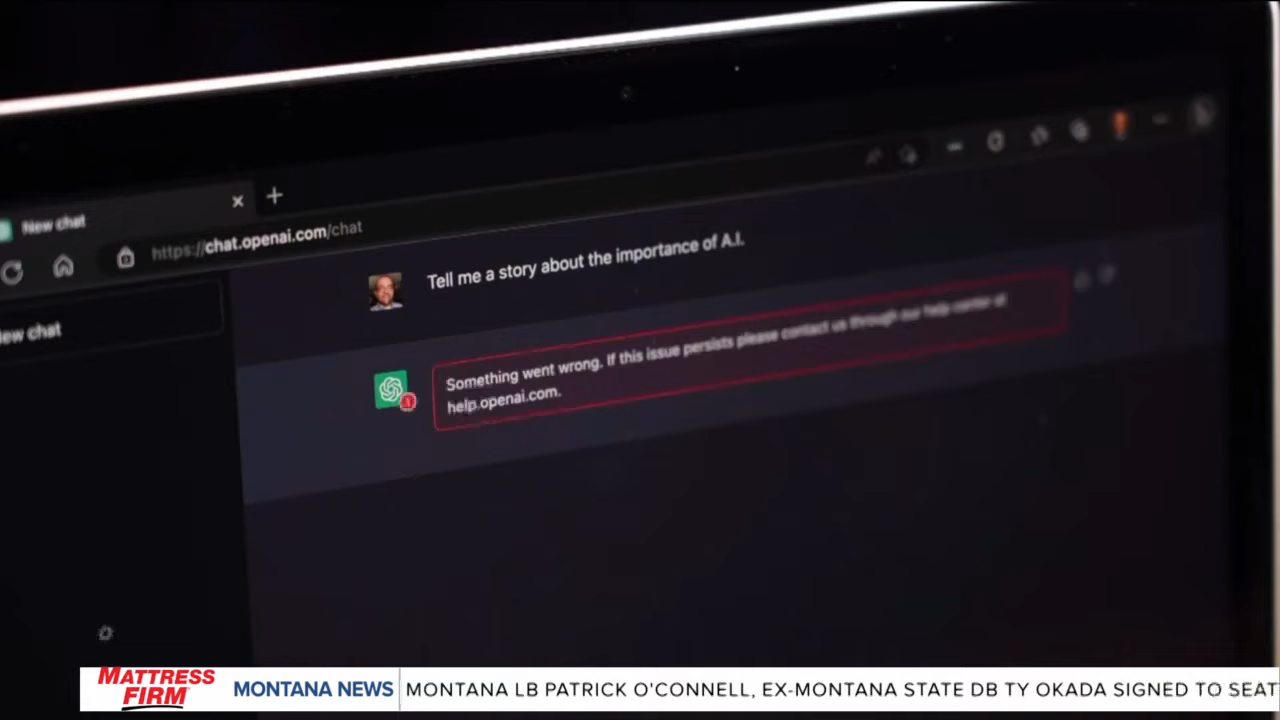 New chat
https://chat.openai.com/chat
New chat
Tell me a story about the importance of A.I.
Something went wrong. If this issue persists please contact us through our help center at
help.openai.com.
MATTRESS
FIRM
MONTANA NEWS
MONTANA LB PATRICK O'CONNELL, EX-MONTANA STATE DB TY OKADA SIGNED TO SEAT